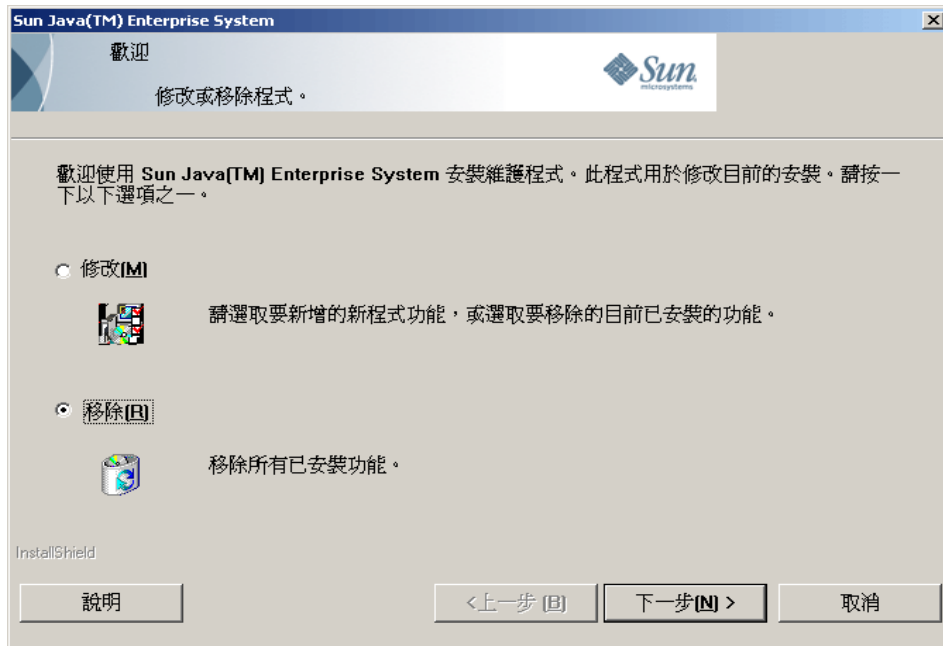 Sun Java(TM) Enterprise System
歡迎
修改或移除程式。
Sun
microsystems
歡迎使用 Sun Java(TM) Enterprise System 安裝維護程式。此程式用於修改目前的安裝。請按一
下以下選項之一。
修改(M)
請選取要新增的新程式功能，或選取要移除的目前已安裝的功能。
移除(R)
移除所有已安裝功能。
InstallShield
說明
<上一步 (B)
下一步(N) >
取消